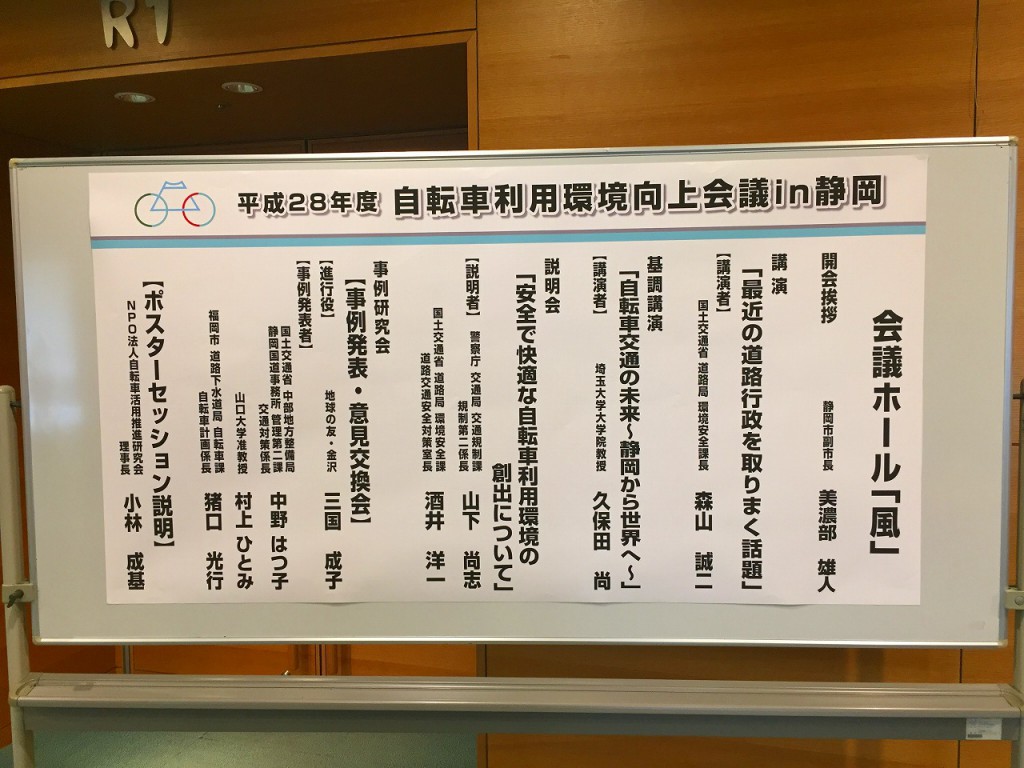 R1
平成28年度 自転車利用環境向上会議in静岡
会議ホール「風」
開会挨拶 静岡市副市長 美濃部 雄人
講演
「最近の道路行政を取りまく話題」
【講演者】 国土交通省 道路局 環境安全課長 森山 誠二
基調講演
「自転車交通の未来~静岡から世界へ~」
【講演者】 埼玉大学大学院教授 久保田 尚
説明会
「安全で快適な自転車利用環境の
創出について」
【説明者】 警察庁 交通局 交通規制課
規制第二係長 山下 尚志
国土交通省 道路局 環境安全課
道路交通安全対策室長 酒井 洋一
事例研究会
【事例発表・意見交換会】
【進行役】 地球の友・金沢 三国 成子
【事例発表者】
国土交通省 中部地方整備局
静岡国道事務所 管理第二課
交通対策係長 中野 はつ子
山口大学准教授 村上 ひとみ
福岡市 道路下水道局 自転車課
自転車計画係長 猪口 光行
【ポスターセッション説明】
NPO法人自転車活用推進研究会
理事長 小林 成基